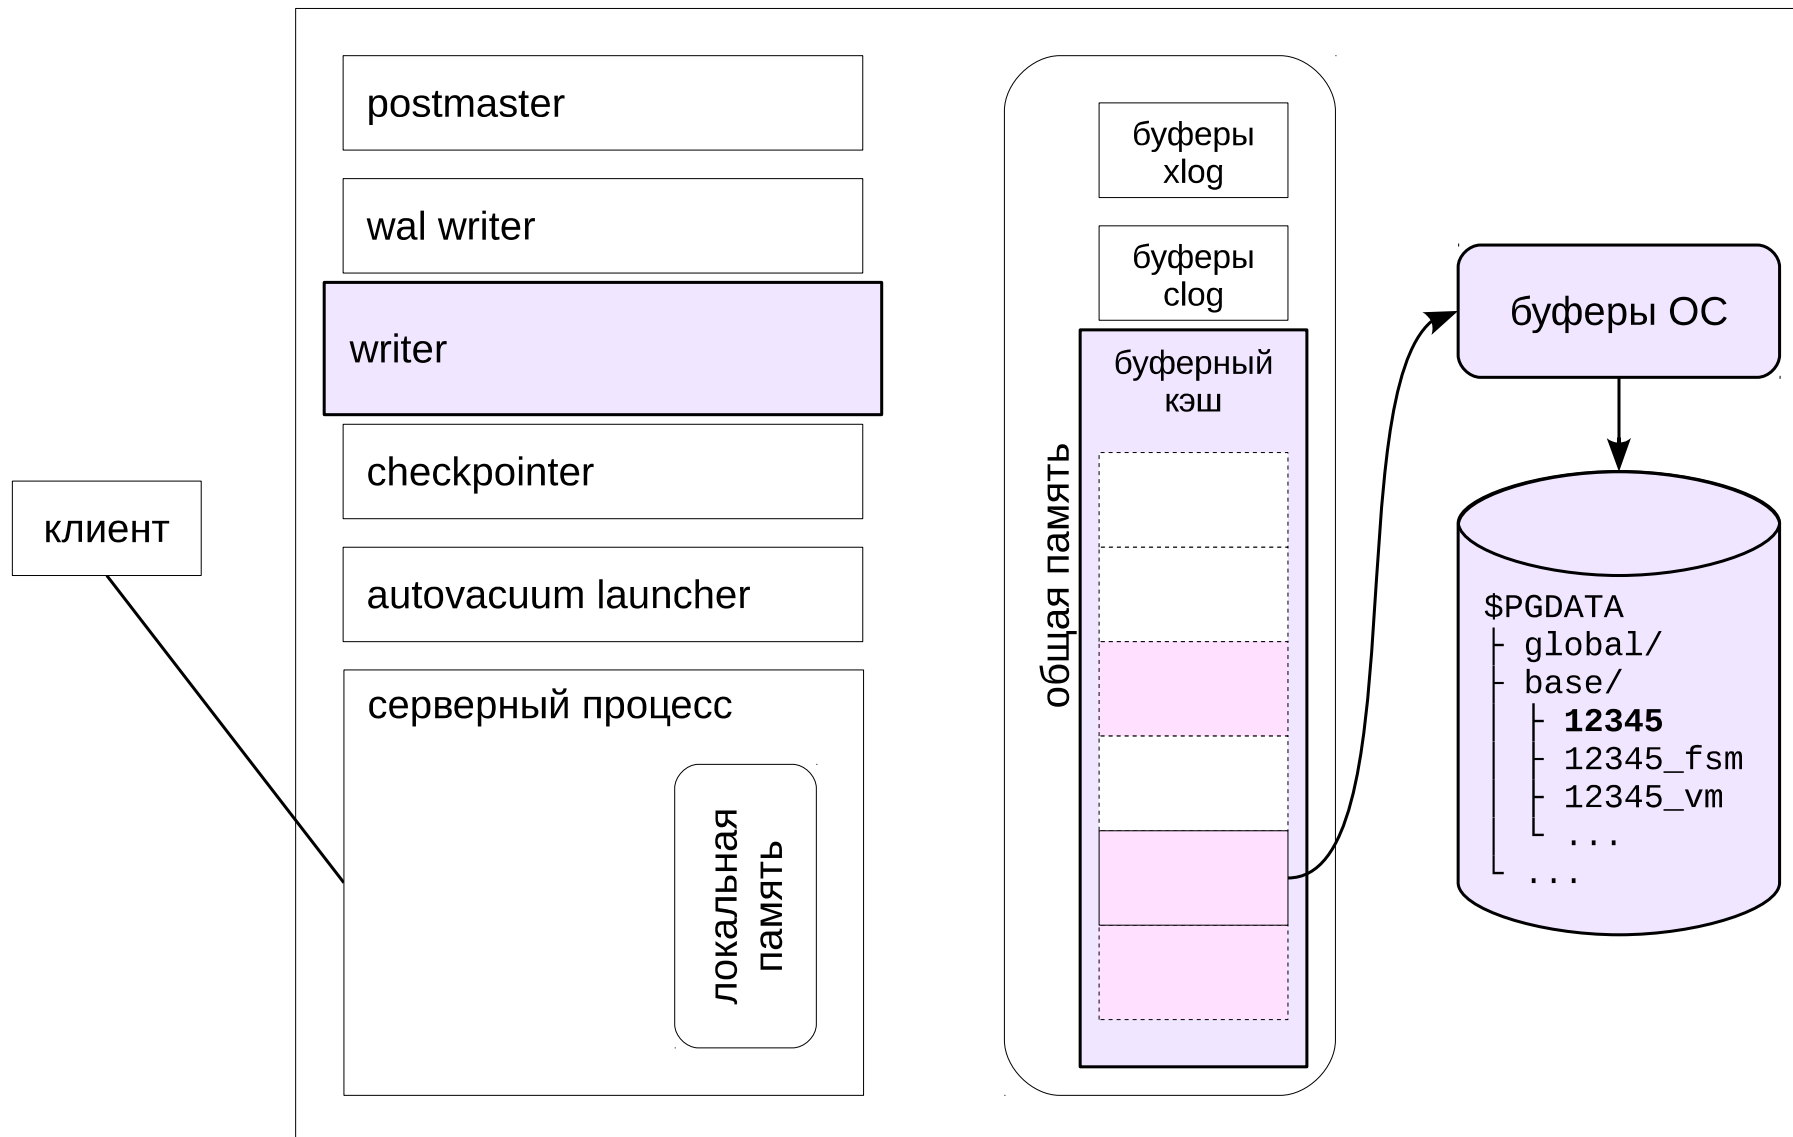 postmaster
wal writer
writer
checkpointer
autovacuum launcher
клиент
серверный процесс
локальная
память
общая память
буферы
xlog
буферы
clog
буферный
кэш
буферы ОС
$PGDATA
├ global/
├ base/
│ ├ 12345
│ ├ 12345_fsm
│ ├ 12345_vm
│ └ ...
└ ...